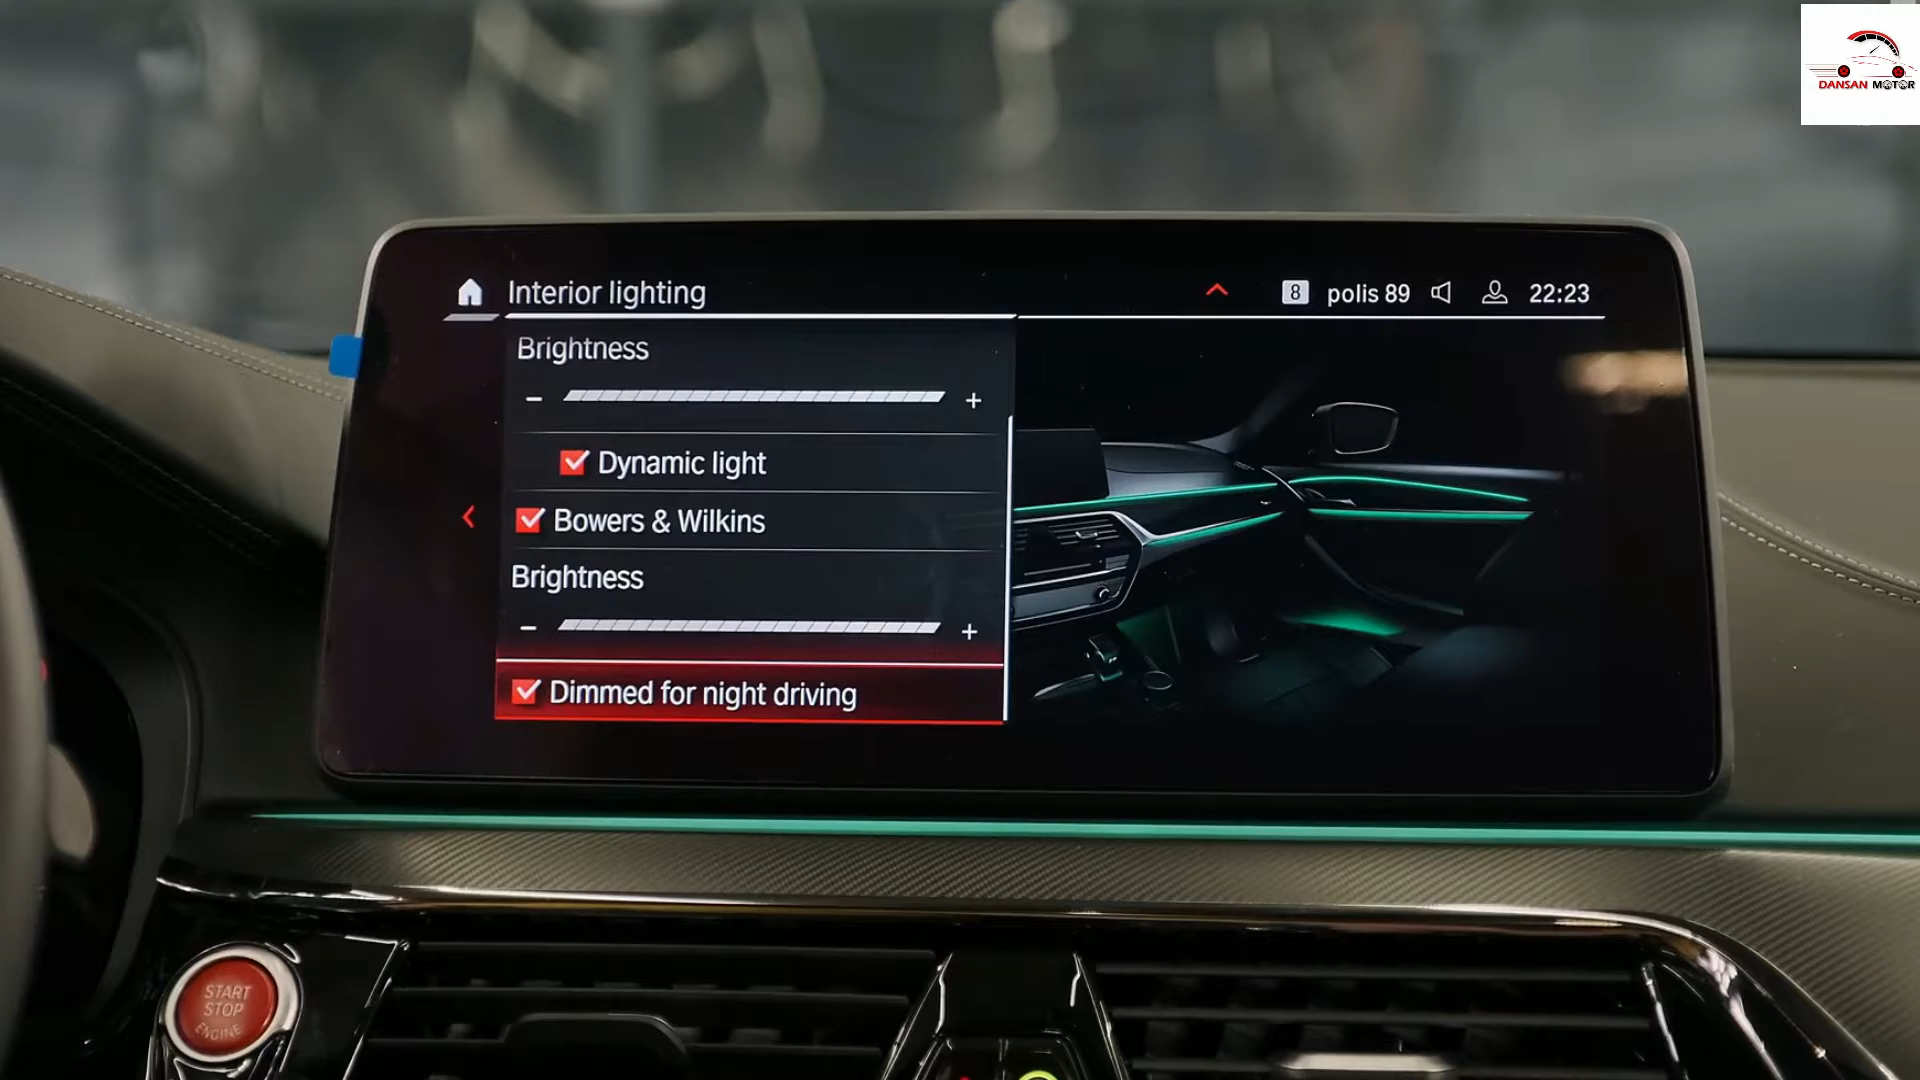 DANSAN MOTOR
Interior lighting
8 polis 89 22:23
Brightness
- +
Dynamic light
Bowers & Wilkins
Brightness
- +
Dimmed for night driving
START
STOP
ENGINE